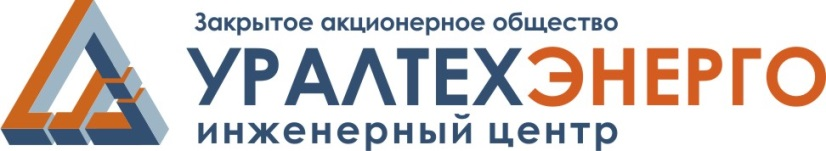 Закрытое акционерное общество
УРАЛТЕХЭНЕРГО
инженерный центр